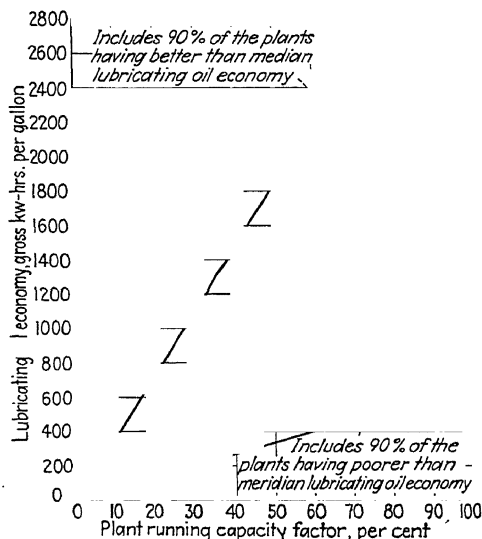 2800
2600
2400
2200
2000
1800
1600
1400
1200
1000
800
600
400
200
0
Lubricating l economy, gross kw-hrs. per gallon
Includes 90% of the plants
having better than median
lubricating oil economy
Includes 90% of the
plants having poorer than
meridian lubricating oil economy
0 10 20 30 40 50 60 70 80 90 100
Plant running capacity factor, per cent